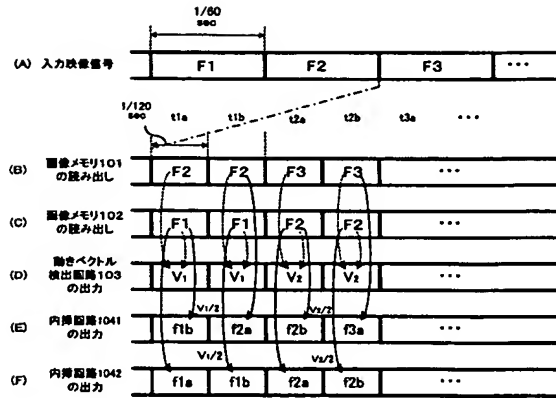 1/60
sec
(A) 入力映像信号 F1 F2 F3 ・・・
1/120
sec
t1a t1b t2a t2b t3a ・・・
(B) 画像メモリ101
の読み出し F2 F2 F3 F3 ・・・
(C) 画像メモリ102
の読み出し F1 F1 F2 F2 ・・・
(D) 動きベクトル
検出回路103
の出力 V1 V1 V2 V2 ・・・
V1/2 V2/2
(E) 内挿回路1041
の出力 f1b f2a f2b f3a ・・・
V1/2 V2/2
(F) 内挿回路1042
の出力 f1a f1b f2a f2b ・・・